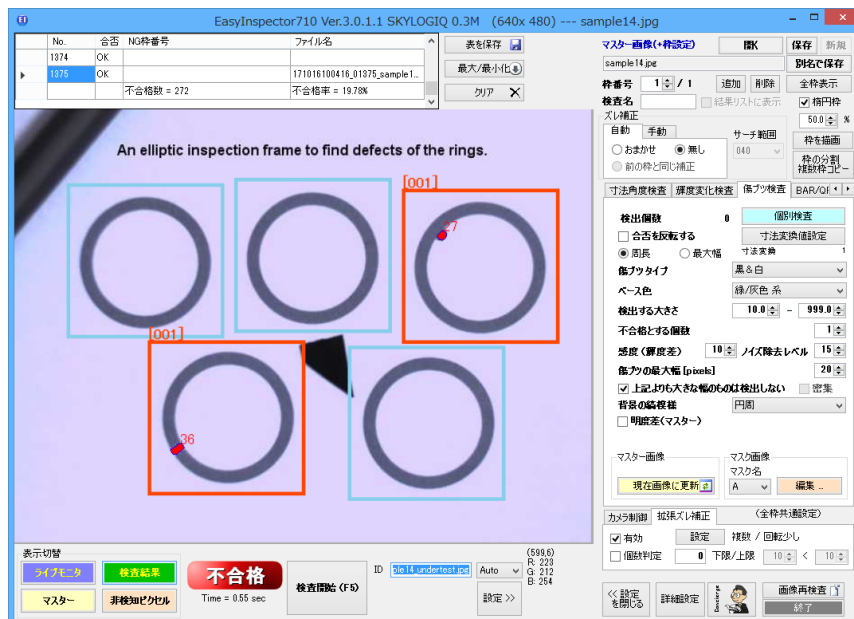 EasyInspector710 Ver.3.0.1.1 SKYLOGIQ 0.3M (640x 480) --- sample14.jpg
No. 合否 NG枠番号 ファイル名
1374 OK
1375 OK 171016100416_01375_sample1...
不合格数 = 272 不合格率 = 19.78%
表を保存
最大/最小化
クリア
マスター画像(+枠設定) 開く 保存 新規
sample14.jpg 別名で保存
枠番号 1 / 1 追加 削除 全枠表示
検査名 結果リストに表示 楕円枠
ズレ補正 50.0 %
自動 手動 サーチ範囲
おまかせ 無し 040 枠を描画
前の枠と同じ補正 枠の分割
複数枠コピー
寸法角度検査 輝度変化検査 傷ブツ検査 BAR/QF
検出個数 0 個別検査
合否を反転する 寸法変換値設定
周長 最大幅 寸法変換 1
傷ブツタイプ 黒&白
ベース色 緑/灰色 系
検出する大きさ 10.0 - 999.0
不合格とする個数 1
感度(輝度差) 10 ノイズ除去レベル 15
傷ブツの最大幅 [pixels] 20
上記よりも大きな幅のものは検出しない 密集
背景の縞模様 円周
明度差(マスター)
マスター画像 マスク画像
マスク名
現在画像に更新 A 編集 ..
カメラ制御 拡張ズレ補正 (全枠共通設定)
有効 設定 複数 / 回転少し
個数判定 0 下限/上限 10 < 10
<< 設定
を閉じる 詳細設定 Concierge 画像再検査
終了
An elliptic inspection frame to find defects of the rings.
[001]
27
[001]
36
表示切替
ライブモニタ 検査結果
マスター 非検知ピクセル
不合格
Time = 0.55 sec
検査開始 (F5)
ID ple14_undertest.jpg Auto
設定 >>
(599,6)
R: 223
G: 212
B: 254